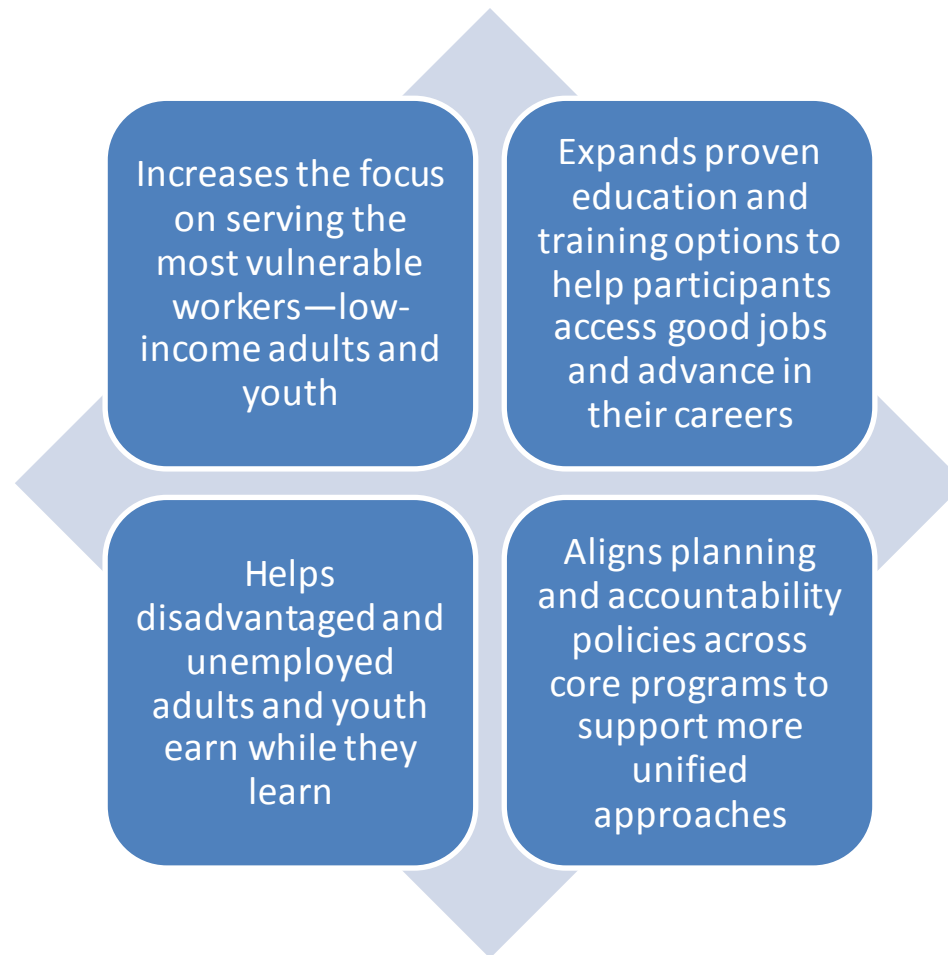 Increases the focus
on serving the
most vulnerable
workers—low-
income adults and
youth
Expands proven
education and
training options to
help participants
access good jobs
and advance in
their careers
Helps
disadvantaged and
unemployed
adults and youth
earn while they
learn
Aligns planning
and accountability
policies across
core programs to
support more
unified
approaches